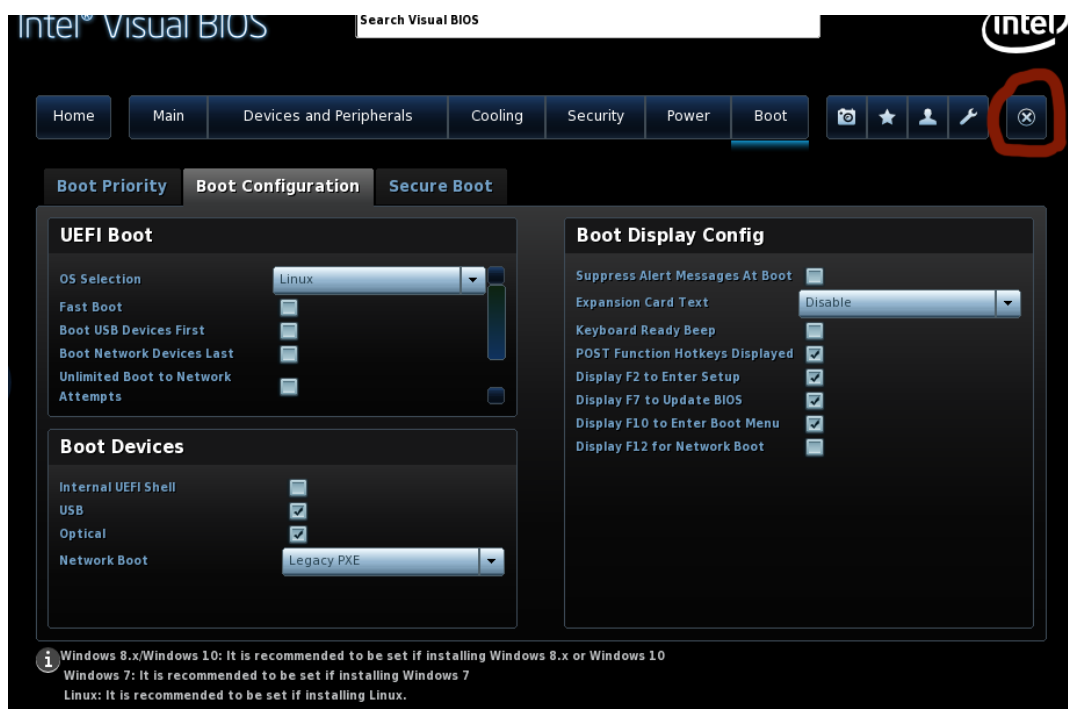 Intel® Visual BIOS
Search Visual BIOS
intel
Home Main Devices and Peripherals Cooling Security Power Boot
Boot Priority Boot Configuration Secure Boot
UEFI Boot
OS Selection Linux
Fast Boot
Boot USB Devices First
Boot Network Devices Last
Unlimited Boot to Network
Attempts
Boot Devices
Internal UEFI Shell
USB
Optical
Network Boot Legacy PXE
Boot Display Config
Suppress Alert Messages At Boot
Expansion Card Text Disable
Keyboard Ready Beep
POST Function Hotkeys Displayed
Display F2 to Enter Setup
Display F7 to Update BIOS
Display F10 to Enter Boot Menu
Display F12 for Network Boot
Windows 8.x/Windows 10: It is recommended to be set if installing Windows 8.x or Windows 10
Windows 7: It is recommended to be set if installing Windows 7
Linux: It is recommended to be set if installing Linux.